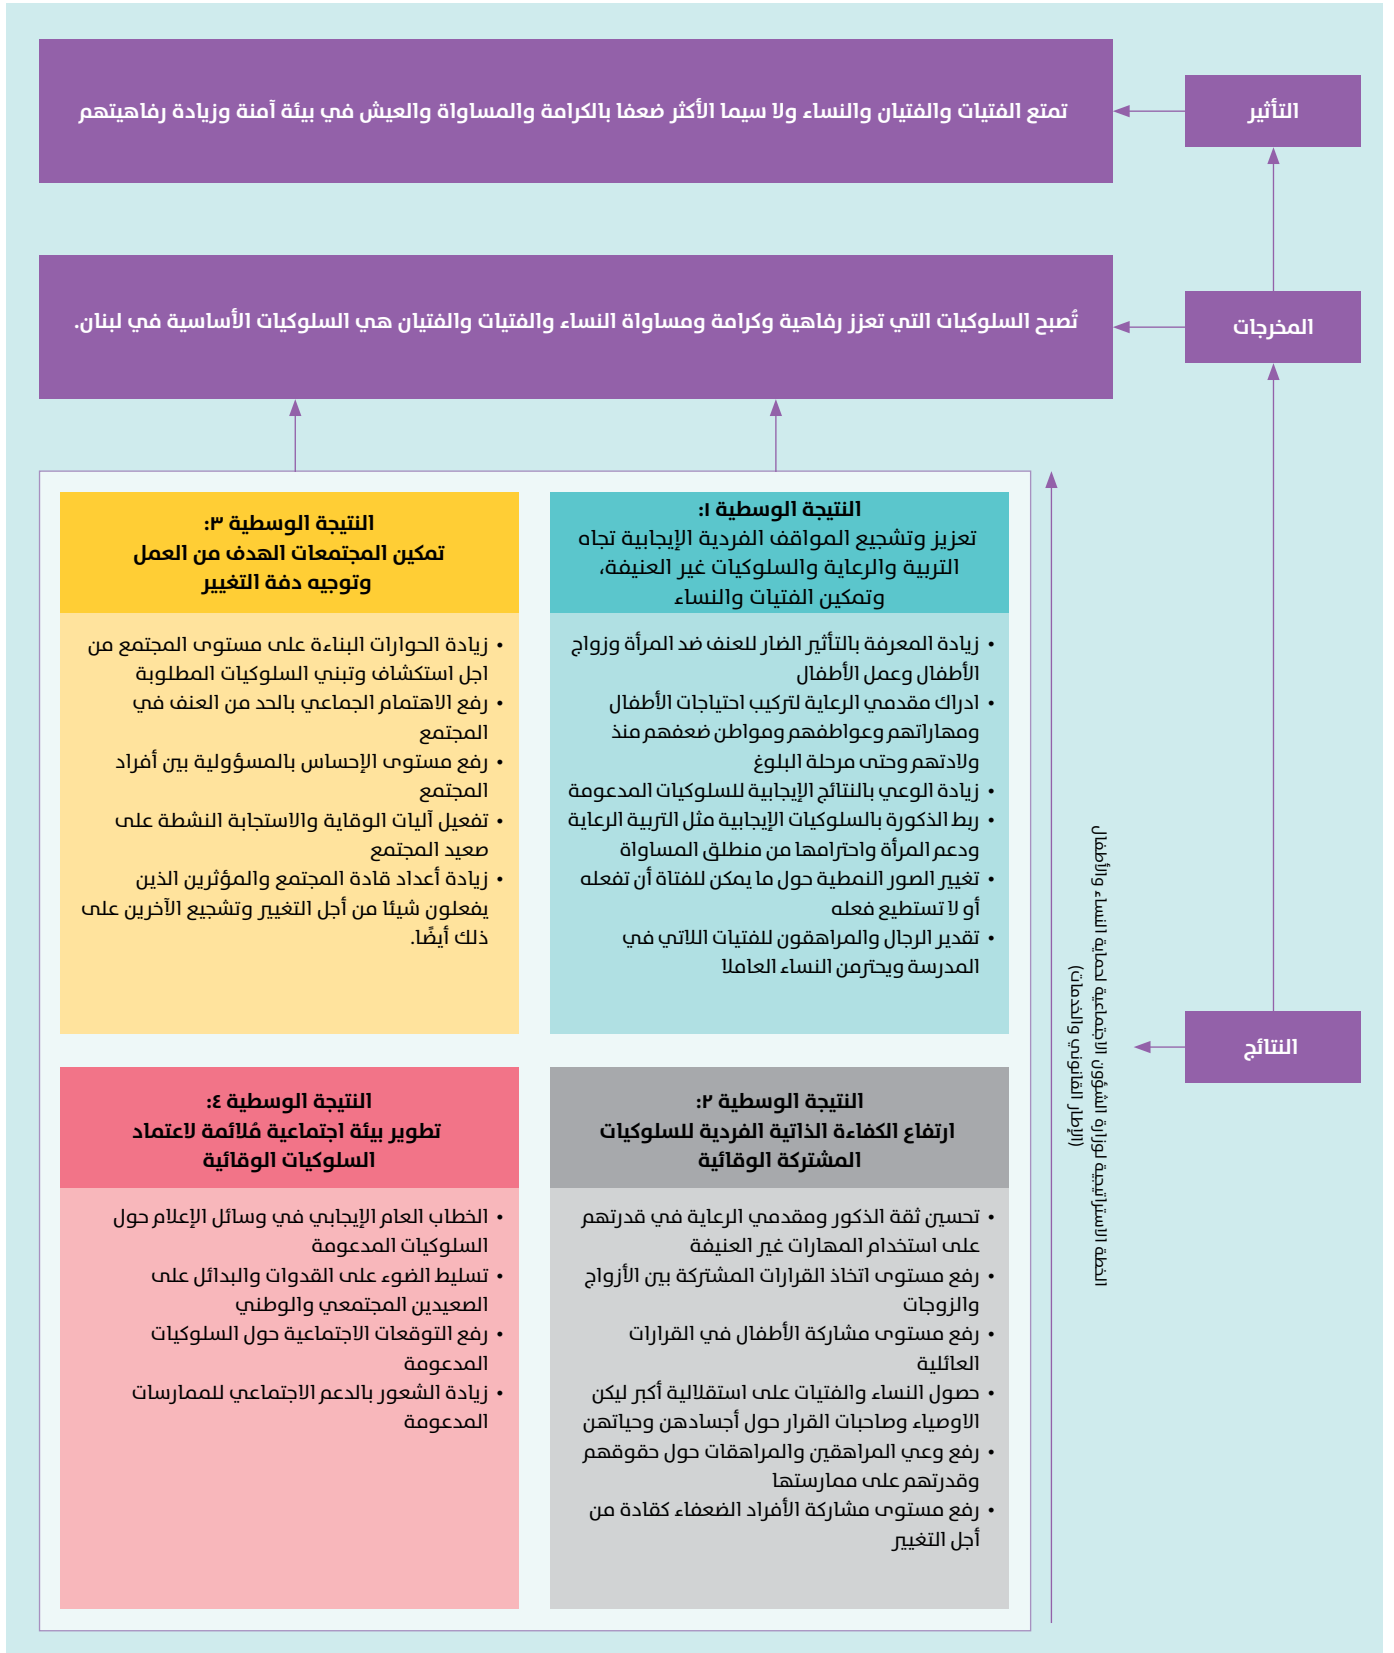 التأثير
تمتع الفتيات والفتيان والنساء ولا سيما الأكثر ضعفا بالكرامة والمساواة والعيش في بيئة آمنة وزيادة رفاهيتهم
المخرجات
تُصبح السلوكيات التي تعزز رفاهية وكرامة ومساواة النساء والفتيات والفتيان هي السلوكيات الأساسية في لبنان.
النتائج
الخطة الاستراتيجية لوزارة الشؤون الاجتماعية لحماية النساء والأطفال
(الإطار القانوني والخدمات)
النتيجة الوسطية ١:
تعزيز وتشجيع المواقف الفردية الإيجابية تجاه
التربية والرعاية والسلوكيات غير العنيفة،
وتمكين الفتيات والنساء
• زيادة المعرفة بالتأثير الضار للعنف ضد المرأة وزواج
الأطفال وعمل الأطفال
• ادراك مقدمي الرعاية لتركيب احتياجات الأطفال
ومهاراتهم وعواطفهم ومواطن ضعفهم منذ
ولادتهم وحتى مرحلة البلوغ
• زيادة الوعي بالنتائج الإيجابية للسلوكيات المدعومة
• ربط الذكورة بالسلوكيات الإيجابية مثل التربية الرعاية
ودعم المرأة واحترامها من منطلق المساواة
• تغيير الصور النمطية حول ما يمكن للفتاة أن تفعله
أو لا تستطيع فعله
• تقدير الرجال والمراهقون للفتيات اللاتي في
المدرسة ويحترمن النساء العاملا
النتيجة الوسطية ٣:
تمكين المجتمعات الهدف من العمل
وتوجيه دفة التغيير
• زيادة الحوارات البناءة على مستوى المجتمع من
اجل استكشاف وتبني السلوكيات المطلوبة
• رفع الاهتمام الجماعي بالحد من العنف في
المجتمع
• رفع مستوى الإحساس بالمسؤولية بين أفراد
المجتمع
• تفعيل آليات الوقاية والاستجابة النشطة على
صعيد المجتمع
• زيادة أعداد قادة المجتمع والمؤثرين الذين
يفعلون شيئا من أجل التغيير وتشجيع الآخرين على
ذلك أيضًا.
النتيجة الوسطية ٢:
ارتفاع الكفاءة الذاتية الفردية للسلوكيات
المشتركة الوقائية
• تحسين ثقة الذكور ومقدمي الرعاية في قدرتهم
على استخدام المهارات غير العنيفة
• رفع مستوى اتخاذ القرارات المشتركة بين الأزواج
والزوجات
• رفع مستوى مشاركة الأطفال في القرارات
العائلية
• حصول النساء والفتيات على استقلالية أكبر ليكن
الاوصياء وصاحبات القرار حول أجسادهن وحياتهن
• رفع وعي المراهقين والمراهقات حول حقوقهم
وقدرتهم على ممارستها
• رفع مستوى مشاركة الأفراد الضعفاء كقادة من
أجل التغيير
النتيجة الوسطية ٤:
تطوير بيئة اجتماعية مُلائمة لاعتماد
السلوكيات الوقائية
• الخطاب العام الإيجابي في وسائل الإعلام حول
السلوكيات المدعومة
• تسليط الضوء على القدوات والبدائل على
الصعيدين المجتمعي والوطني
• رفع التوقعات الاجتماعية حول السلوكيات
المدعومة
• زيادة الشعور بالدعم الاجتماعي للممارسات
المدعومة